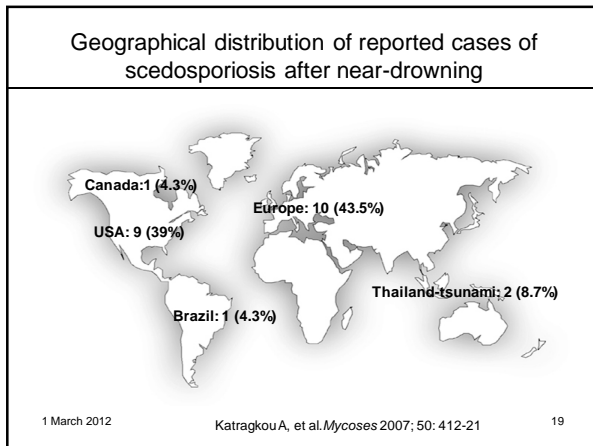 Geographical distribution of reported cases of
scedosporiosis after near-drowning
Canada:1 (4.3%)
Europe: 10 (43.5%)
USA: 9 (39%)
Thailand-tsunami: 2 (8.7%)
Brazil: 1 (4.3%)
1 March 2012
Katragkou A, et al. Mycoses 2007; 50: 412-21
19